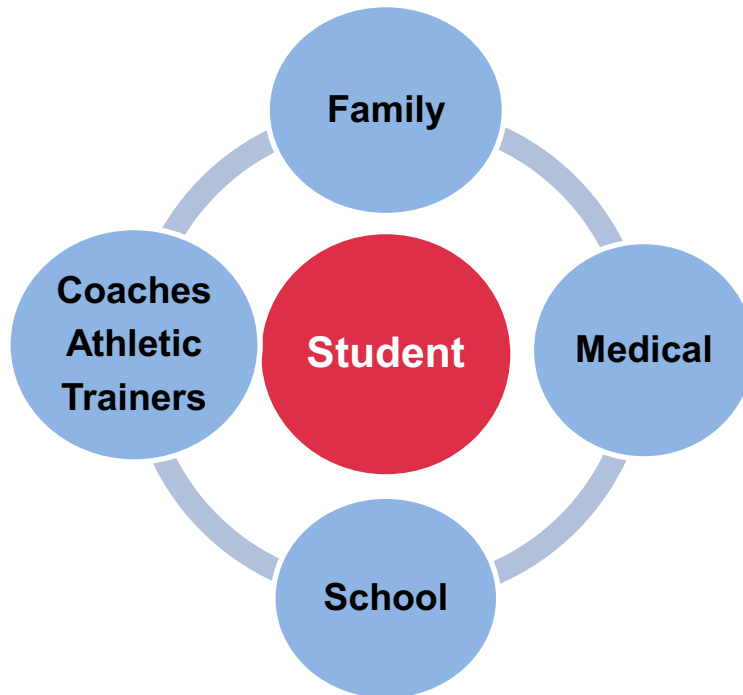 Family
Coaches
Athletic
Trainers
Student
Medical
School